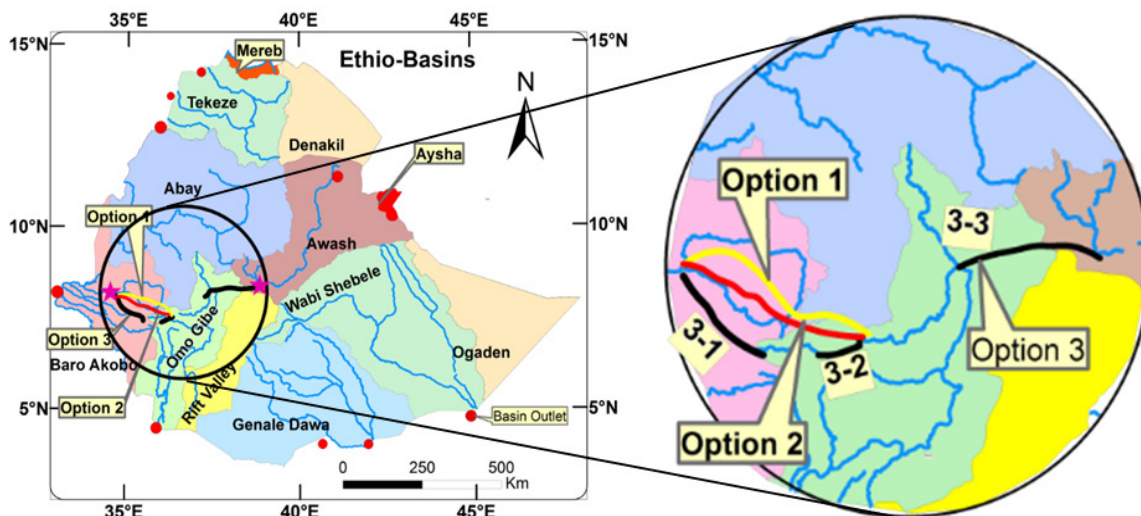 35°E 40°E 45°E
15°N
15°N
Mereb
Ethio-Basins
N
Tekeze
Denakil
Aysha
Abay
Option 1
10°N
10°N
Awash
Wabi Shebele
Option 3
Omo Gibe
Baro Akobo
Ogaden
Option 2
Rift Valley
5°N
5°N
Genale Dawa
Basin Outlet
0 250 500
Km
35°E 40°E 45°E
Option 1
3-3
3-1
3-2
Option 3
Option 2